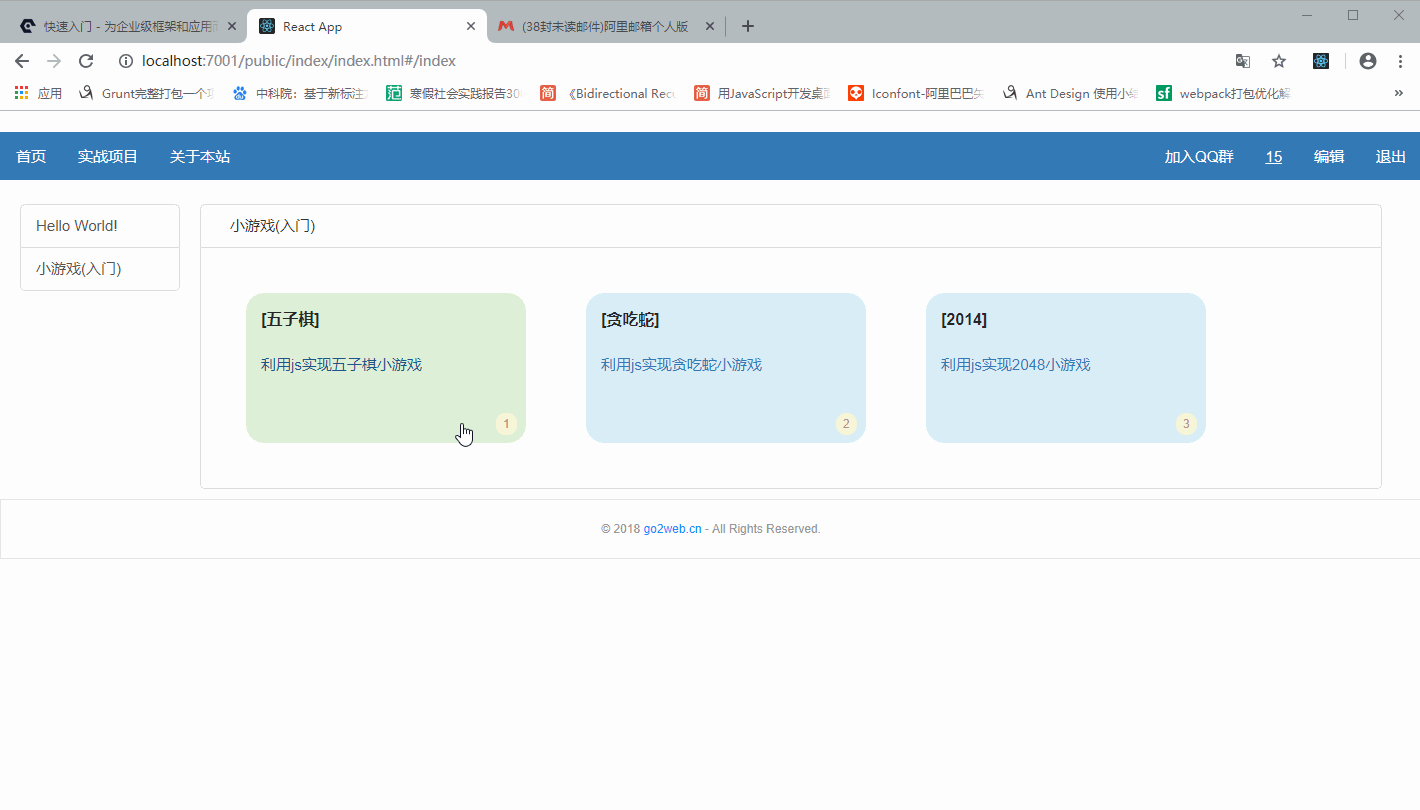 快速入门 - 为企业级框架和应用
React App
(38封未读邮件)阿里邮箱个人版
localhost:7001/public/index/index.html#/index
应用
Grunt完整打包一个
中科院：基于新标注
范 寒假社会实践报告30
简 《Bidirectional Rec
简 用JavaScript开发桌
Iconfont-阿里巴巴矢
Ant Design 使用小
sf webpack打包优化解
首页 实战项目 关于本站 加入QQ群 15 编辑 退出
Hello World!
小游戏(入门)
小游戏(入门)
[五子棋]
利用js实现五子棋小游戏
1
[贪吃蛇]
利用js实现贪吃蛇小游戏
2
[2014]
利用js实现2048小游戏
3
© 2018 go2web.cn - All Rights Reserved.